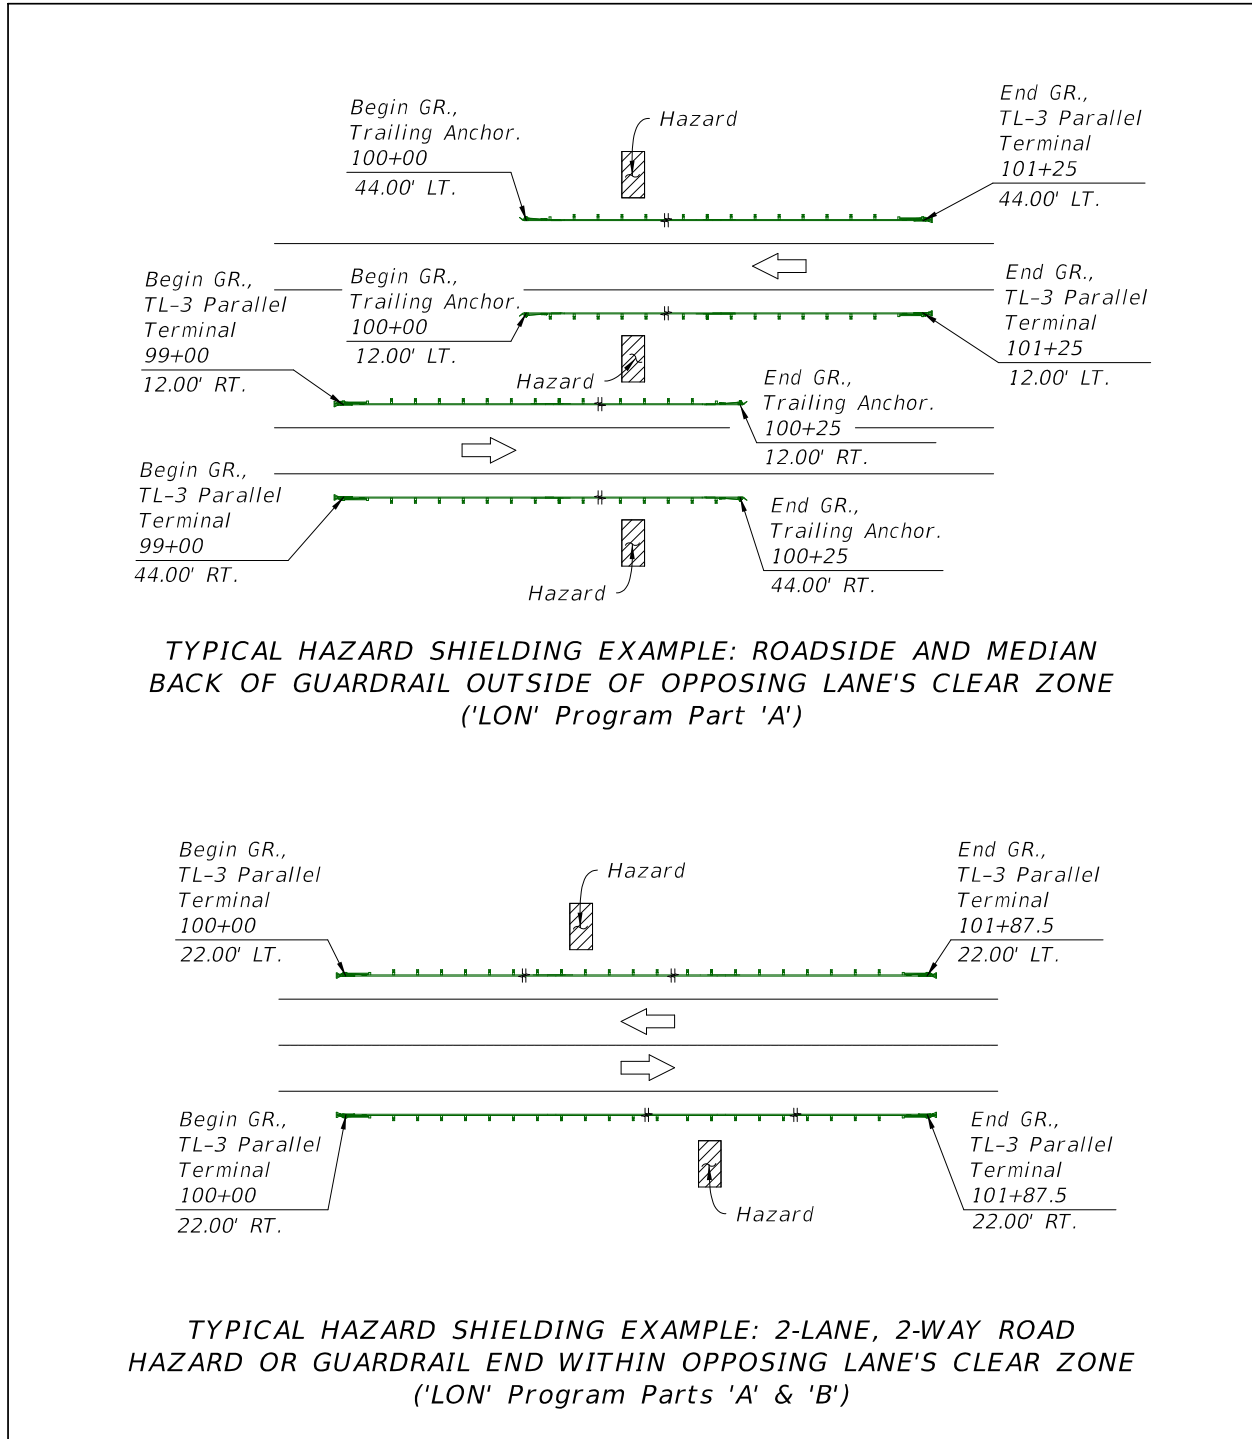 Begin GR.,
Trailing Anchor.
100+00
44.00' LT.
Hazard
End GR.,
TL-3 Parallel
Terminal
101+25
44.00' LT.
Begin GR.,
TL-3 Parallel
Terminal
99+00
12.00' RT.
Begin GR.,
Trailing Anchor.
100+00
12.00' LT.
End GR.,
TL-3 Parallel
Terminal
101+25
12.00' LT.
Hazard
End GR.,
Trailing Anchor.
100+25
12.00' RT.
Begin GR.,
TL-3 Parallel
Terminal
99+00
44.00' RT.
End GR.,
Trailing Anchor.
100+25
44.00' RT.
Hazard
TYPICAL HAZARD SHIELDING EXAMPLE: ROADSIDE AND MEDIAN
BACK OF GUARDRAIL OUTSIDE OF OPPOSING LANE'S CLEAR ZONE
('LON' Program Part 'A')
Begin GR.,
TL-3 Parallel
Terminal
100+00
22.00' LT.
Hazard
End GR.,
TL-3 Parallel
Terminal
101+87.5
22.00' LT.
Begin GR.,
TL-3 Parallel
Terminal
100+00
22.00' RT.
Hazard
End GR.,
TL-3 Parallel
Terminal
101+87.5
22.00' RT.
TYPICAL HAZARD SHIELDING EXAMPLE: 2-LANE, 2-WAY ROAD
HAZARD OR GUARDRAIL END WITHIN OPPOSING LANE'S CLEAR ZONE
('LON' Program Parts 'A' & 'B')